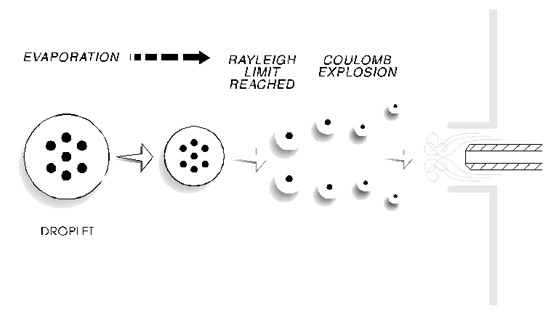 EVAPORATION
RAYLEIGH
LIMIT
REACHED
COULOMB
EXPLOSION
DROPLET